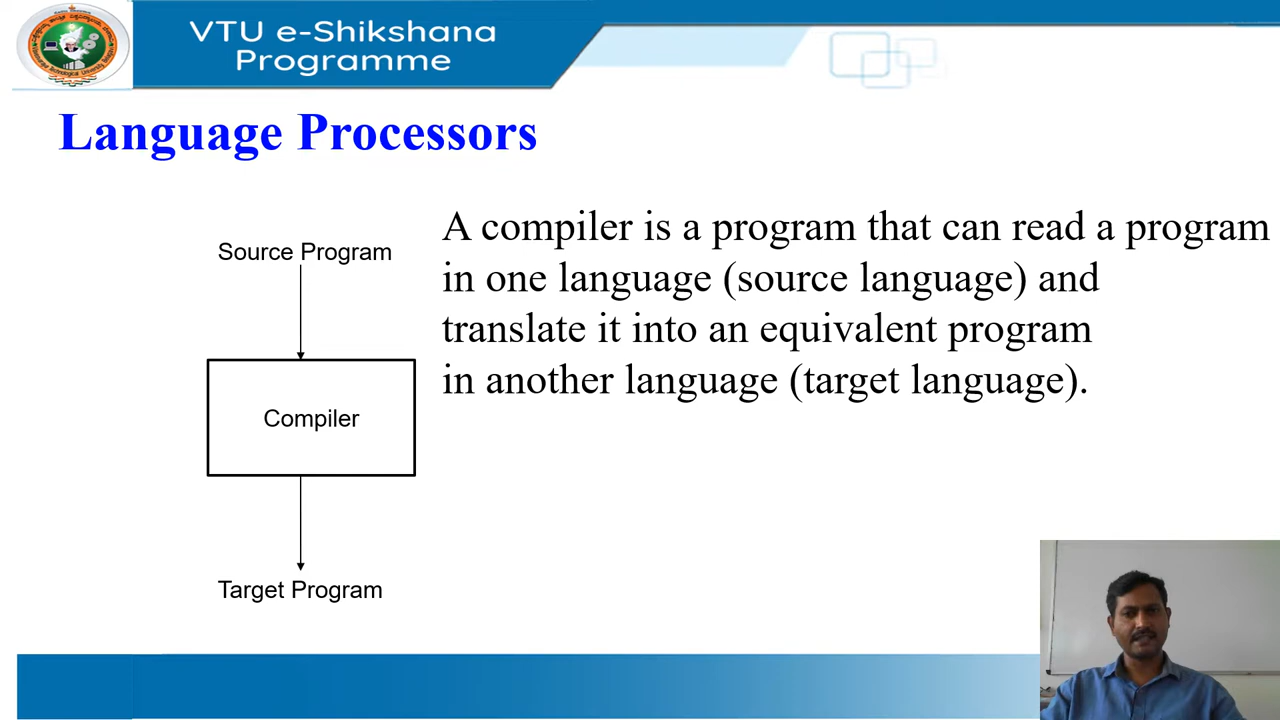 VTU e-Shikshana
Programme
Language Processors
Source Program
Compiler
Target Program
A compiler is a program that can read a program
in one language (source language) and
translate it into an equivalent program
in another language (target language).